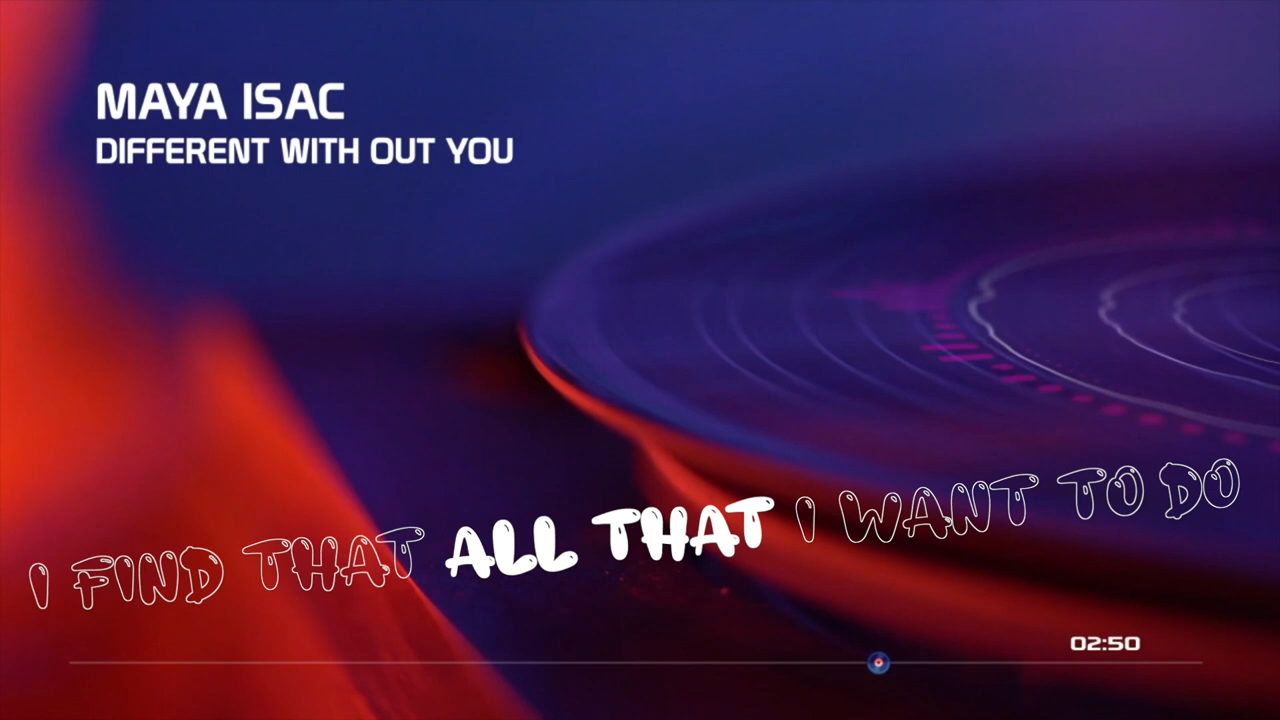 MAYA ISAC
DIFFERENT WITH OUT YOU
I FIND THAT ALL THAT I WANT TO DO
02:50